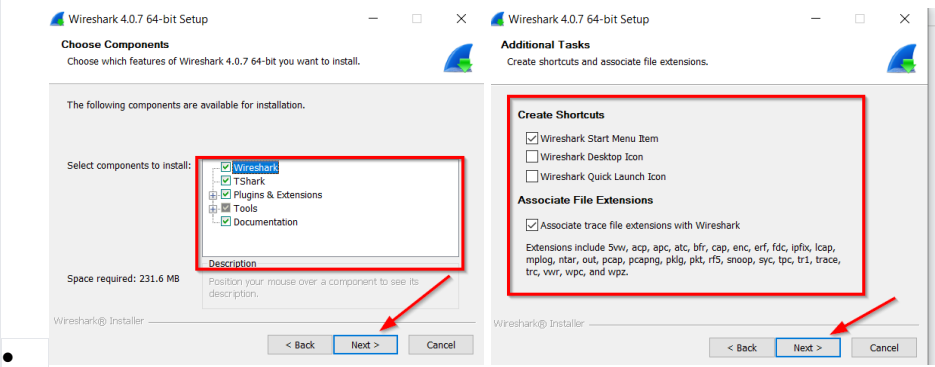 Wireshark 4.0.7 64-bit Setup
Choose Components
Choose which features of Wireshark 4.0.7 64-bit you want to install.
The following components are available for installation.
Select components to install:
Wireshark
TShark
Plugins & Extensions
Tools
Documentation
Space required: 231.6 MB
Description
Position your mouse over a component to see its
description.
Wireshark® Installer
< Back
Next >
Cancel
Wireshark 4.0.7 64-bit Setup
Additional Tasks
Create shortcuts and associate file extensions.
Create Shortcuts
Wireshark Start Menu Item
Wireshark Desktop Icon
Wireshark Quick Launch Icon
Associate File Extensions
Associate trace file extensions with Wireshark
Extensions include 5vw, acp, apc, atc, bfr, cap, enc, erf, fdc, ipfix, lcap,
mplog, ntar, out, pcap, pcapng, pklg, pkt, rf5, snoop, syc, tpc, tr1, trace,
trc, vwr, wpc, and wpz.
Wireshark® Installer
< Back
Next >
Cancel